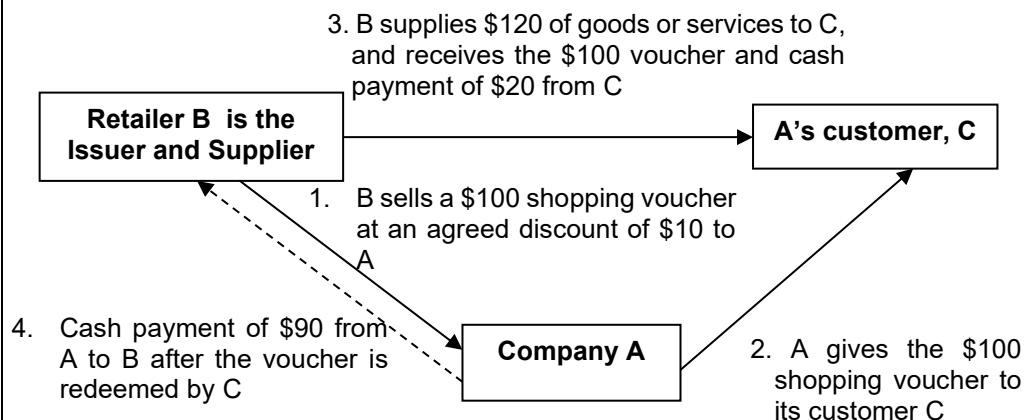 3. B supplies $120 of goods or services to C,
and receives the $100 voucher and cash
payment of $20 from C
Retailer B is the
Issuer and Supplier
A's customer, C
1. B sells a $100 shopping voucher
at an agreed discount of $10 to
A
4. Cash payment of $90 from
A to B after the voucher is
redeemed by C
Company A
2. A gives the $100
shopping voucher to
its customer C